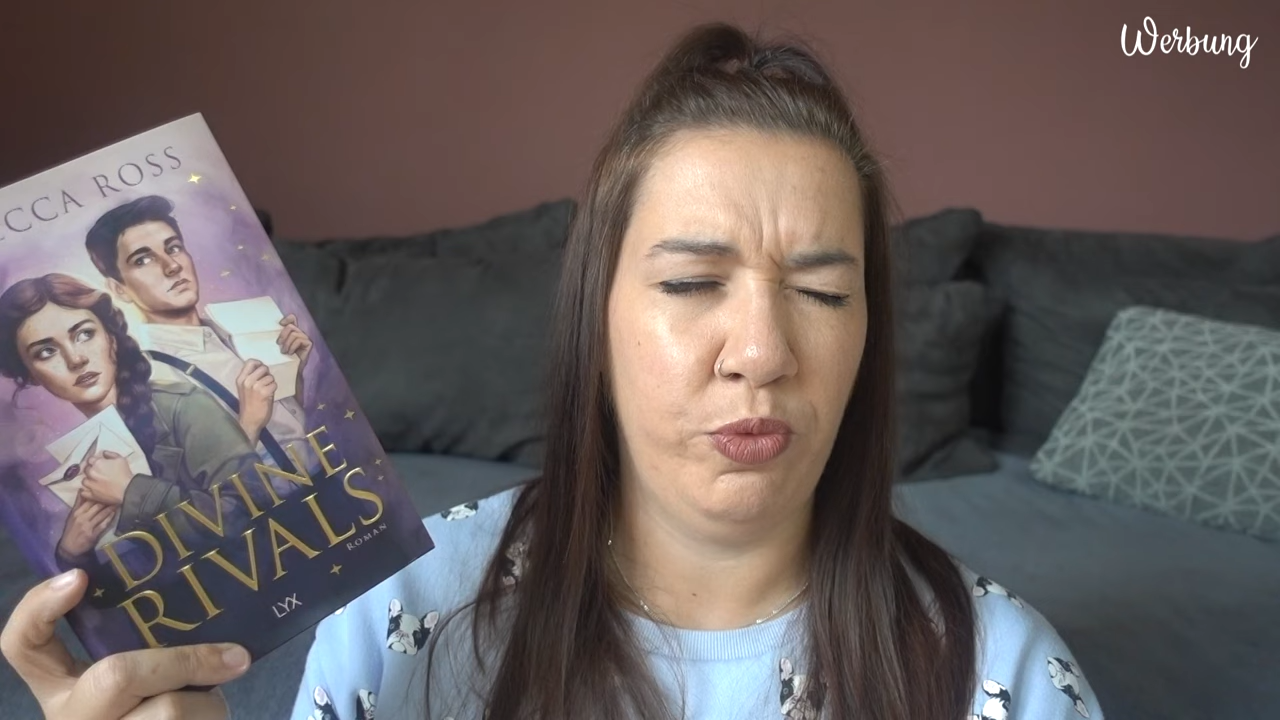 Werbung
CCA ROSS
DIVINE
RIVALS
ROMAN
LYX